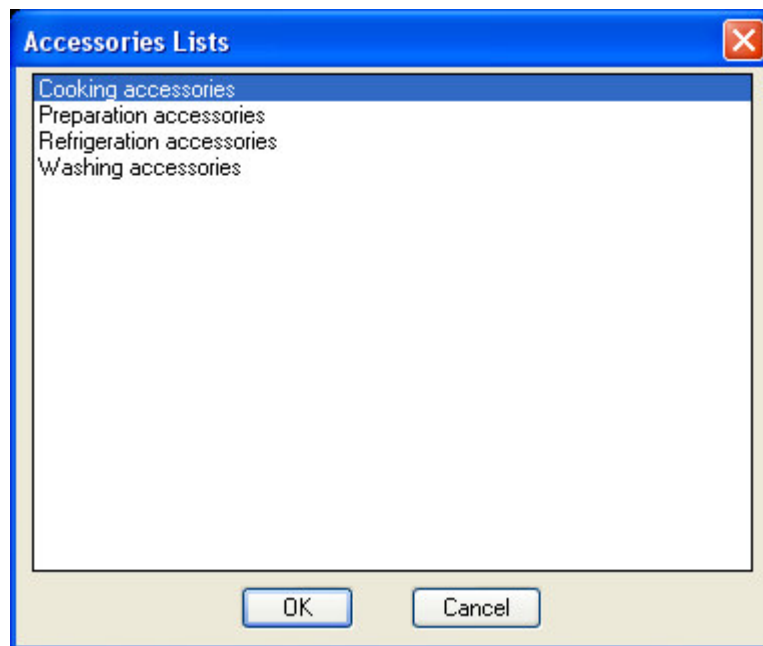 Accessories Lists
Cooking accessories
Preparation accessories
Refrigeration accessories
Washing accessories
OK Cancel